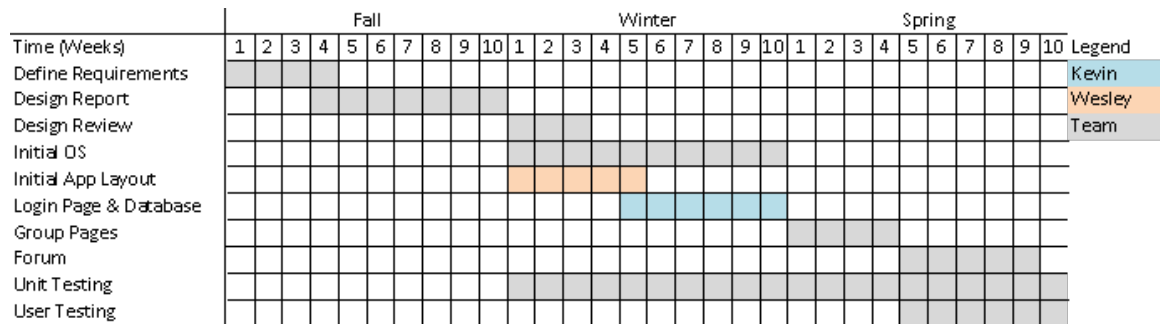 Fall Winter Spring
Time (Weeks) 1 2 3 4 5 6 7 8 9 10 1 2 3 4 5 6 7 8 9 10 1 2 3 4 5 6 7 8 9 10 Legend
Define Requirements Kevin
Design Report Wesley
Design Review Team
Initial OS
Initial App Layout
Login Page & Database
Group Pages
Forum
Unit Testing
User Testing